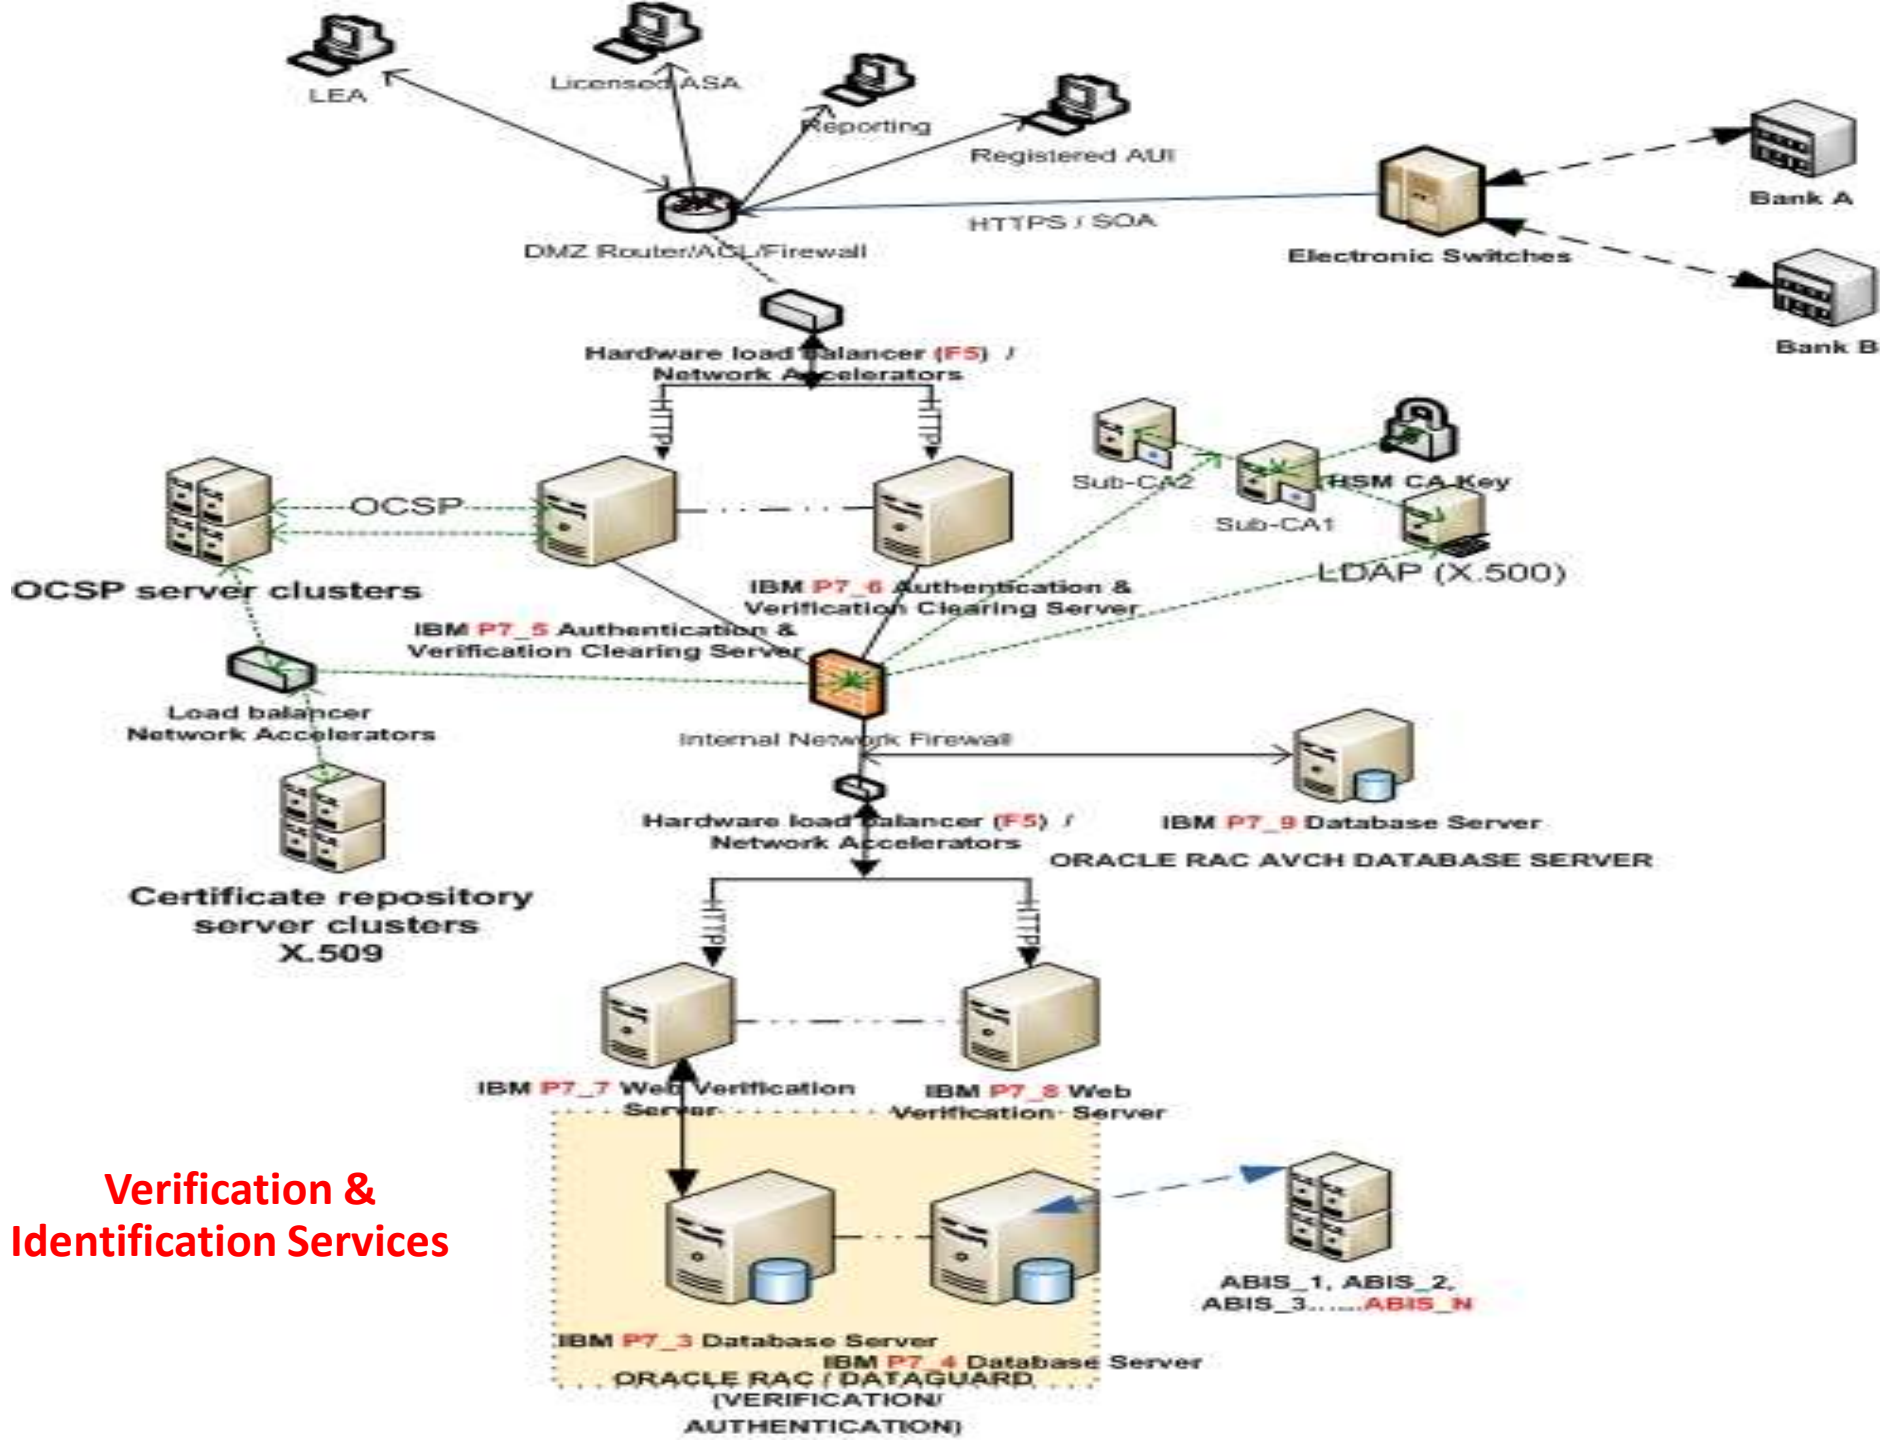 LEA
Licensed ASA
Reporting
Registered AUI
Bank A
HTTPS / SOA
DMZ Router/ACL/Firewall
Electronic Switches
Bank B
Hardware load balancer (F5) /
Network Accelerators
HTTP
HTTP
Sub-CA2
HSM CA Key
Sub-CA1
OCSP
LDAP (X.500)
OCSP server clusters
IBM P7_6 Authentication &
Verification Clearing Server
IBM P7_5 Authentication &
Verification Clearing Server
Load balancer
Network Accelerators
Internal Network Firewall
Hardware load balancer (F5) /
Network Accelerators
IBM P7_9 Database Server
ORACLE RAC AVCH DATABASE SERVER
Certificate repository
server clusters
X.509
HTTP
HTTP
IBM P7_7 Web Verification
Server
IBM P7_8 Web
Verification Server
Verification &
Identification Services
ABIS_1, ABIS_2,
ABIS_3.......ABIS_N
IBM P7_3 Database Server
IBM P7_4 Database Server
ORACLE RAC / DATAGUARD
(VERIFICATION/
AUTHENTICATION)